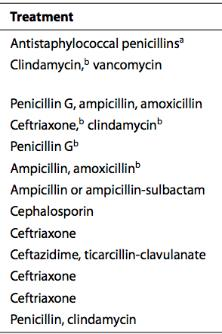 Treatment
Antistaphylococcal penicillinsᵃ
Clindamycin,ᵇ vancomycin
Penicillin G, ampicillin, amoxicillin
Ceftriaxone,ᵇ clindamycinᵇ
Penicillin Gᵇ
Ampicillin, amoxicillinᵇ
Ampicillin or ampicillin-sulbactam
Cephalosporin
Ceftriaxone
Ceftazidime, ticarcillin-clavulanate
Ceftriaxone
Ceftriaxone
Penicillin, clindamycin